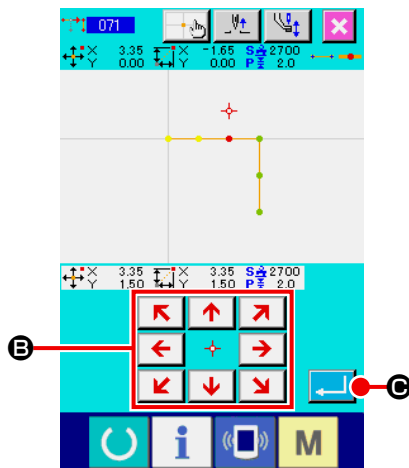 071
X 3.35 X -1.65 S 2700
Y 0.00 Y 0.00 P 2.0
X 3.35 X 3.35 S 2700
Y 1.50 Y 1.50 P 2.0
B
C
i M